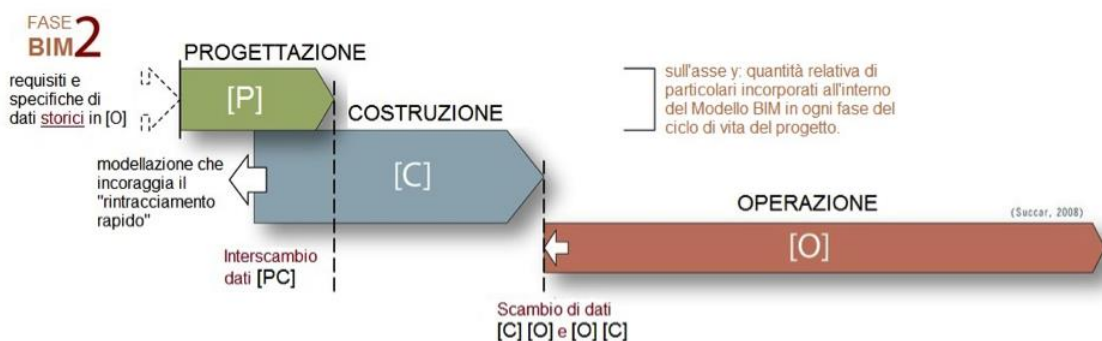 FASE
BIM2
PROGETTAZIONE
requisiti e
specifiche di
dati storici in [O]
[P]
sull'asse y: quantità relativa di
particolari incorporati all'interno
del Modello BIM in ogni fase del
ciclo di vita del progetto.
COSTRUZIONE
modellazione che
incoraggia il
"rintracciamento
rapido"
[C]
OPERAZIONE
(Succar, 2008)
[O]
Interscambio
dati [PC]
Scambio di dati
[C] [O] e [O] [C]